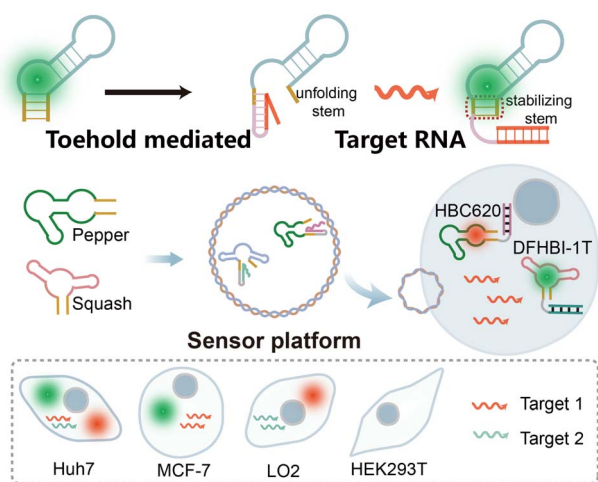 unfolding
stem
stabilizing
stem
Toehold mediated
Target RNA
Pepper
Squash
Sensor platform
HBC620
DFHBI-1T
Huh7
MCF-7
LO2
HEK293T
Target 1
Target 2